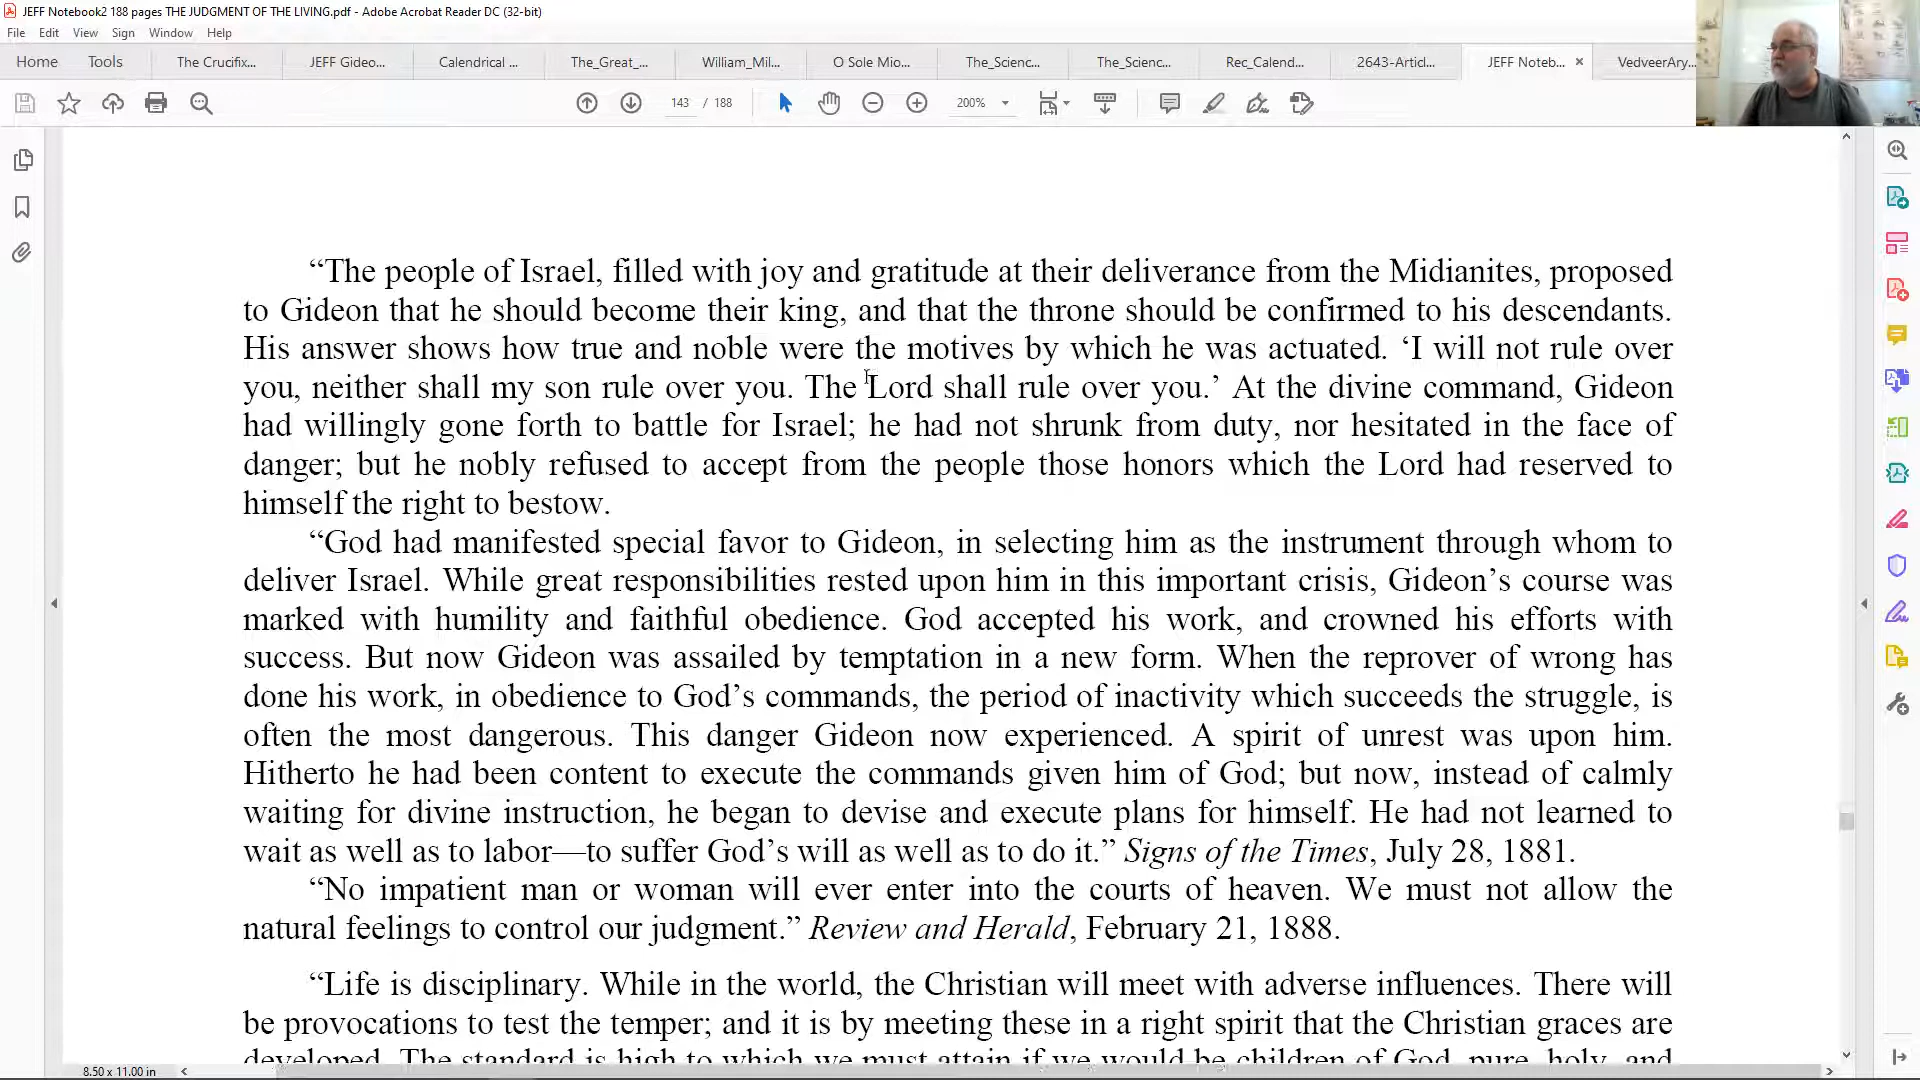 JEFF Notebook2 188 pages THE JUDGMENT OF THE LIVING.pdf - Adobe Acrobat Reader DC (32-bit)
File Edit View Sign Window Help
Home Tools The Crucifix... JEFF Gideo... Calendrical ... The_Great_... William_Mil... O Sole Mio... The_Scienc... The_Scienc... Rec_Calend... 2643-Articl... JEFF Noteb... × VedveerAry...
143 / 188 200%
“The people of Israel, filled with joy and gratitude at their deliverance from the Midianites, proposed
to Gideon that he should become their king, and that the throne should be confirmed to his descendants.
His answer shows how true and noble were the motives by which he was actuated. ‘I will not rule over
you, neither shall my son rule over you. The Lord shall rule over you.’ At the divine command, Gideon
had willingly gone forth to battle for Israel; he had not shrunk from duty, nor hesitated in the face of
danger; but he nobly refused to accept from the people those honors which the Lord had reserved to
himself the right to bestow.
“God had manifested special favor to Gideon, in selecting him as the instrument through whom to
deliver Israel. While great responsibilities rested upon him in this important crisis, Gideon’s course was
marked with humility and faithful obedience. God accepted his work, and crowned his efforts with
success. But now Gideon was assailed by temptation in a new form. When the reprover of wrong has
done his work, in obedience to God’s commands, the period of inactivity which succeeds the struggle, is
often the most dangerous. This danger Gideon now experienced. A spirit of unrest was upon him.
Hitherto he had been content to execute the commands given him of God; but now, instead of calmly
waiting for divine instruction, he began to devise and execute plans for himself. He had not learned to
wait as well as to labor—to suffer God’s will as well as to do it.” Signs of the Times, July 28, 1881.
“No impatient man or woman will ever enter into the courts of heaven. We must not allow the
natural feelings to control our judgment.” Review and Herald, February 21, 1888.
“Life is disciplinary. While in the world, the Christian will meet with adverse influences. There will
be provocations to test the temper; and it is by meeting these in a right spirit that the Christian graces are
developed. The standard is high to which we must attain if we would be children of God, pure, holy, and
8.50 x 11.00 in